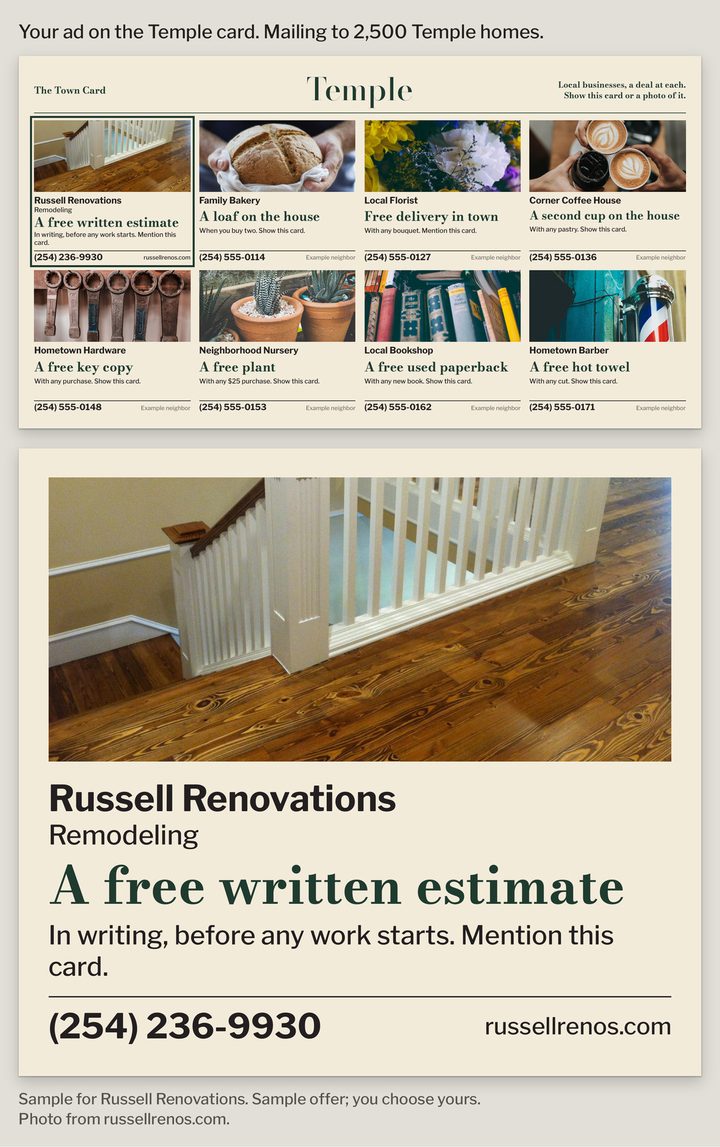 Your ad on the Temple card. Mailing to 2,500 Temple homes.
The Town Card
Temple
Local businesses, a deal at each.
Show this card or a photo of it.
Russell Renovations
Remodeling
A free written estimate
In writing, before any work starts. Mention this
card.
(254) 236-9930 russellrenos.com
Family Bakery
A loaf on the house
When you buy two. Show this card.
(254) 555-0114 Example neighbor
Local Florist
Free delivery in town
With any bouquet. Mention this card.
(254) 555-0127 Example neighbor
Corner Coffee House
A second cup on the house
With any pastry. Show this card.
(254) 555-0136 Example neighbor
Hometown Hardware
A free key copy
With any purchase. Show this card.
(254) 555-0148 Example neighbor
Neighborhood Nursery
A free plant
With any $25 purchase. Show this card.
(254) 555-0153 Example neighbor
Local Bookshop
A free used paperback
With any new book. Show this card.
(254) 555-0162 Example neighbor
Hometown Barber
A free hot towel
With any cut. Show this card.
(254) 555-0171 Example neighbor
Russell Renovations
Remodeling
A free written estimate
In writing, before any work starts. Mention this
card.
(254) 236-9930 russellrenos.com
Sample for Russell Renovations. Sample offer; you choose yours.
Photo from russellrenos.com.